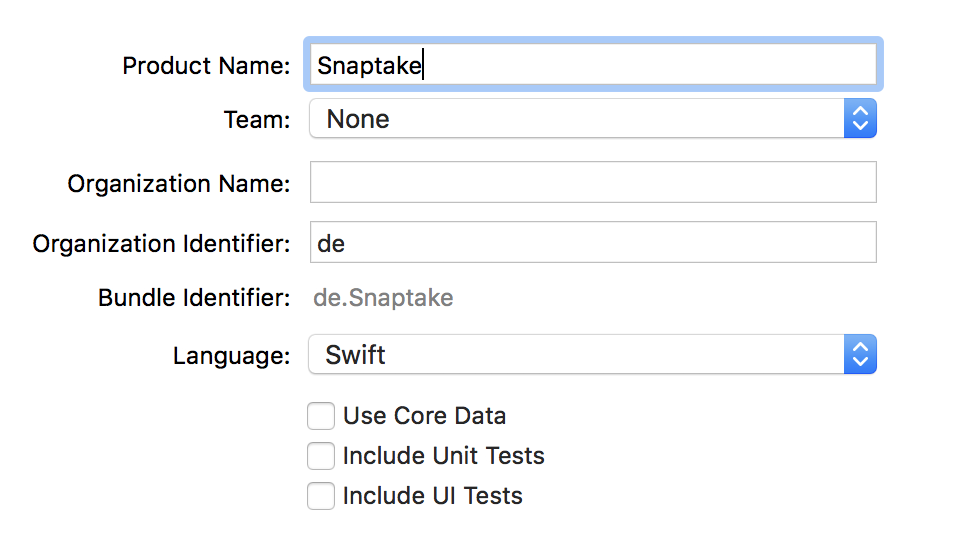 Product Name: Snaptake
Team: None
Organization Name:
Organization Identifier: de
Bundle Identifier: de.Snaptake
Language: Swift
Use Core Data
Include Unit Tests
Include UI Tests